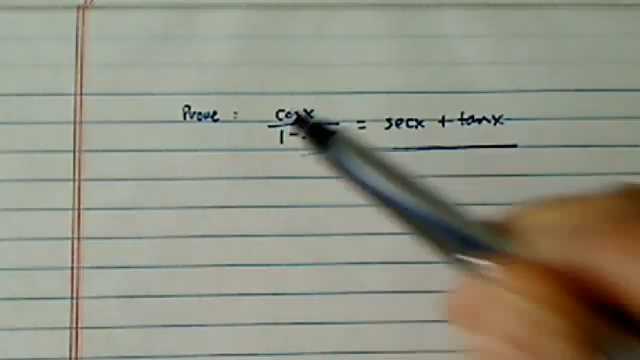 Prove : cosx
1 - = secx + tanx